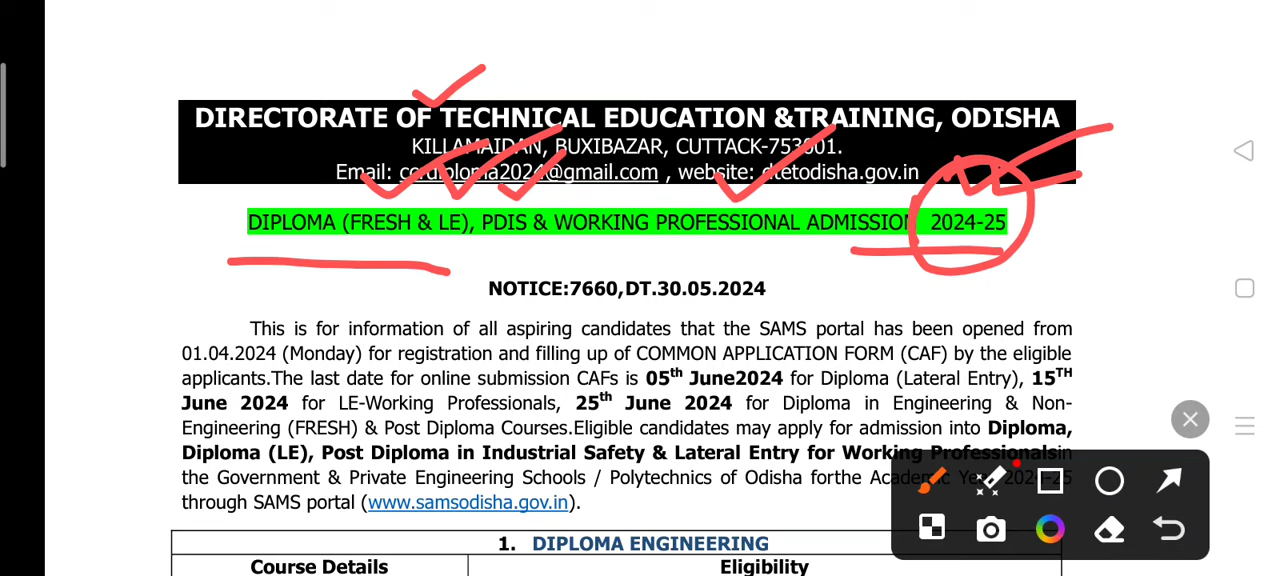 DIRECTORATE OF TECHNICAL EDUCATION &TRAINING, ODISHA
KILLAMAIDAN, BUXIBAZAR, CUTTACK-753001.
Email: cordiploma2024@gmail.com , website: dtetodisha.gov.in
DIPLOMA (FRESH & LE), PDIS & WORKING PROFESSIONAL ADMISSION 2024-25
NOTICE:7660,DT.30.05.2024
This is for information of all aspiring candidates that the SAMS portal has been opened from
01.04.2024 (Monday) for registration and filling up of COMMON APPLICATION FORM (CAF) by the eligible
applicants.The last date for online submission CAFs is 05th June2024 for Diploma (Lateral Entry), 15TH
June 2024 for LE-Working Professionals, 25th June 2024 for Diploma in Engineering & Non-
Engineering (FRESH) & Post Diploma Courses.Eligible candidates may apply for admission into Diploma,
Diploma (LE), Post Diploma in Industrial Safety & Lateral Entry for Working Professionalsin
the Government & Private Engineering Schools / Polytechnics of Odisha forthe Academic Year 2024-25
through SAMS portal (www.samsodisha.gov.in).
1. DIPLOMA ENGINEERING
Course Details Eligibility